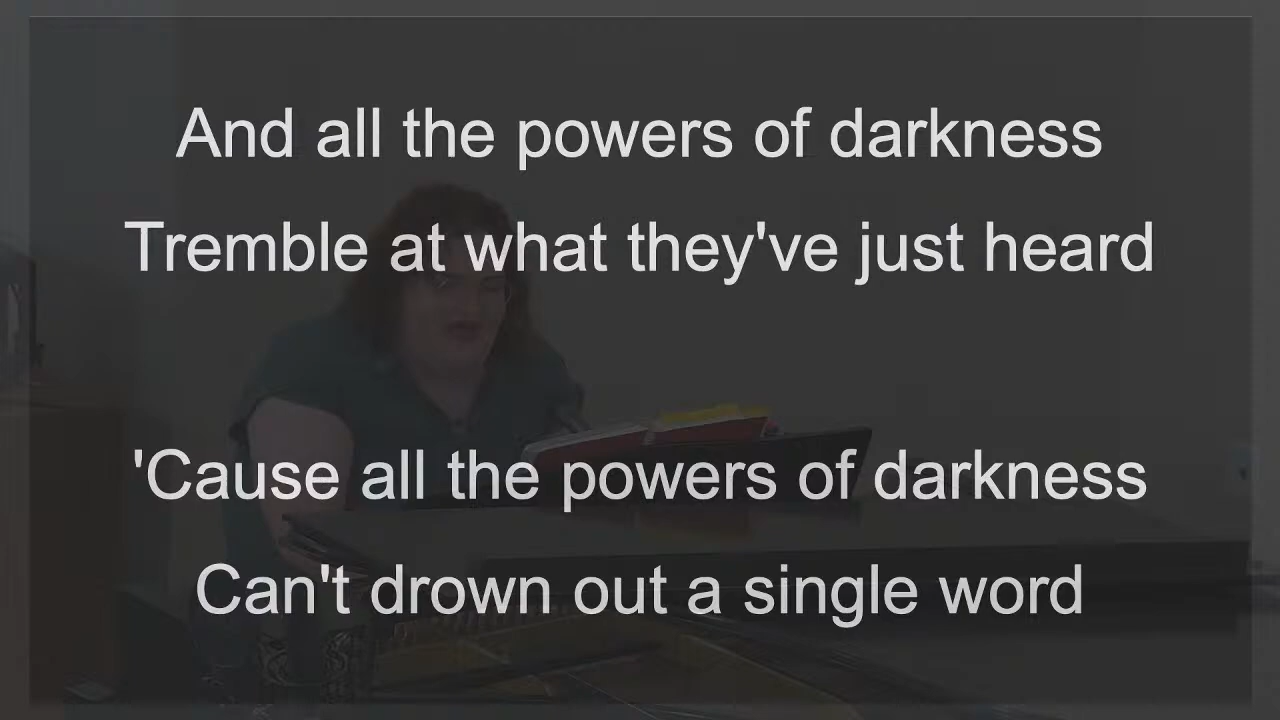 And all the powers of darkness
Tremble at what they've just heard
'Cause all the powers of darkness
Can't drown out a single word